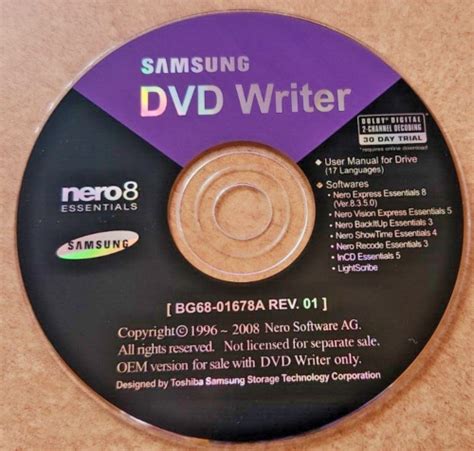 SAMSUNG
DVD Writer
DOLBY DIGITAL
2-CHANNEL DECODING
30 DAY TRIAL
*requires online download
◆ User Manual for Drive
(17 Languages)
◆ Softwares
- Nero Express Essentials 8
(Ver.8.3.5.0)
- Nero Vision Express Essentials 5
- Nero BackItUp Essentials 3
- Nero ShowTime Essentials 4
- Nero Recode Essentials 3
- InCD Essentials 5
- LightScribe
nero 8
ESSENTIALS
SAMSUNG
[ BG68-01678A REV. 01 ]
Copyright© 1996 ~ 2008 Nero Software AG.
All rights reserved. Not licensed for separate sale.
OEM version for sale with DVD Writer only.
Designed by Toshiba Samsung Storage Technology Corporation